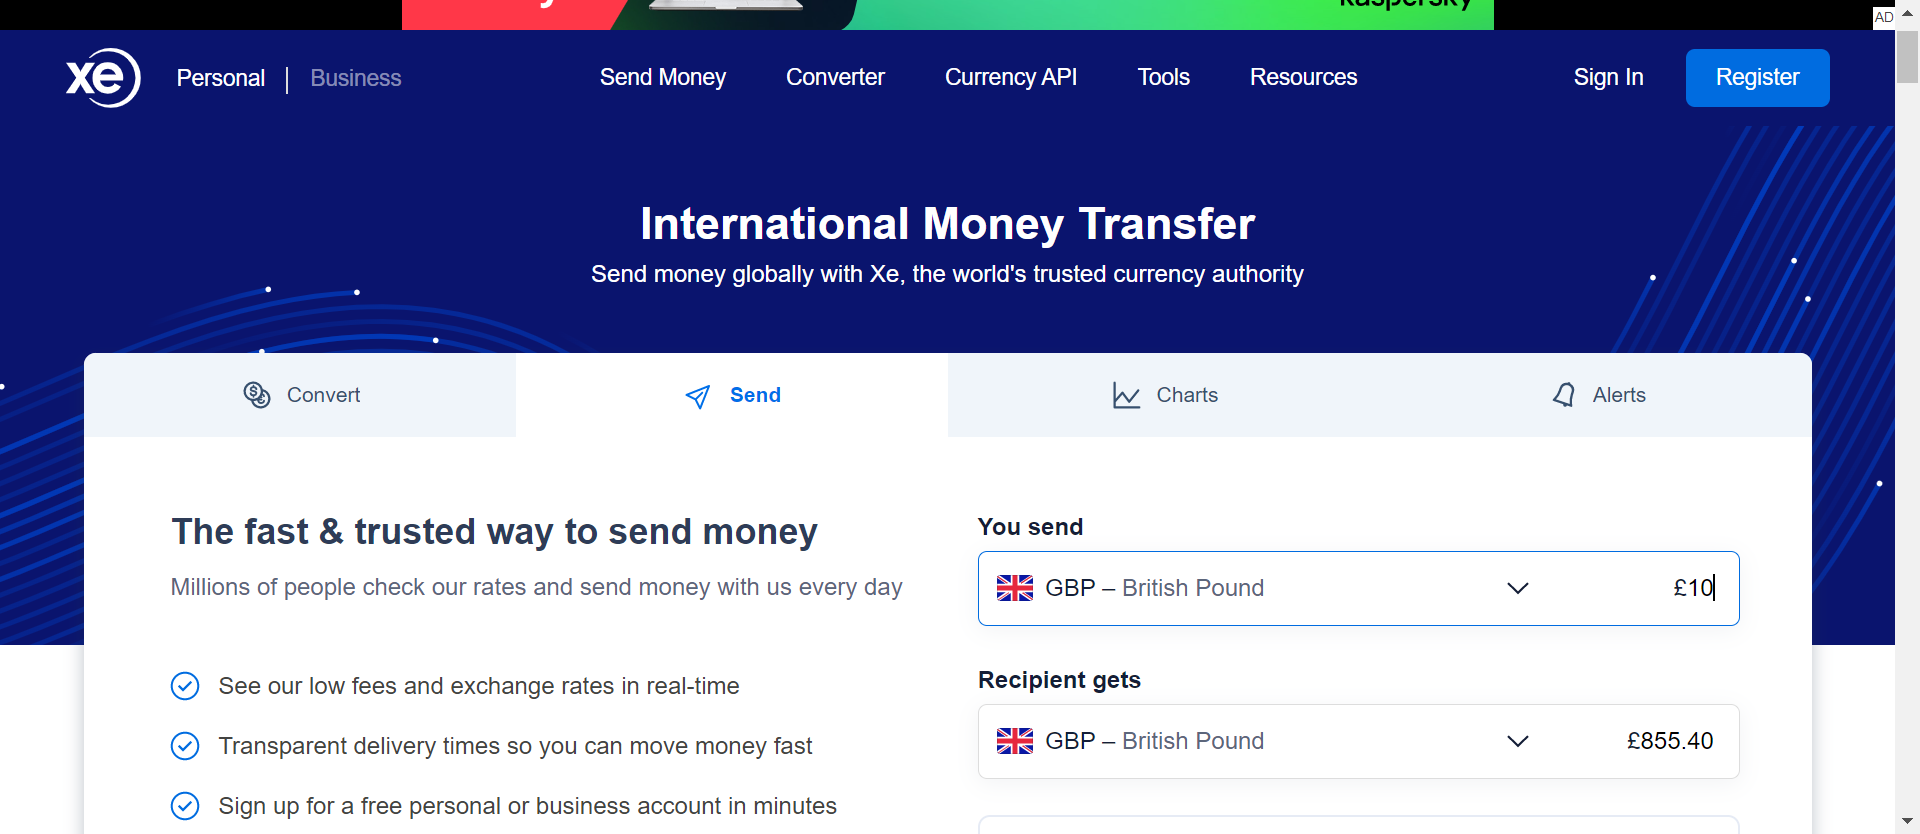 kaspersky
AD
xe
Personal | Business
Send Money
Converter
Currency API
Tools
Resources
Sign In
Register
International Money Transfer
Send money globally with Xe, the world's trusted currency authority
Convert
Send
Charts
Alerts
The fast & trusted way to send money
Millions of people check our rates and send money with us every day
See our low fees and exchange rates in real-time
Transparent delivery times so you can move money fast
Sign up for a free personal or business account in minutes
You send
GBP – British Pound
£10
Recipient gets
GBP – British Pound
£855.40